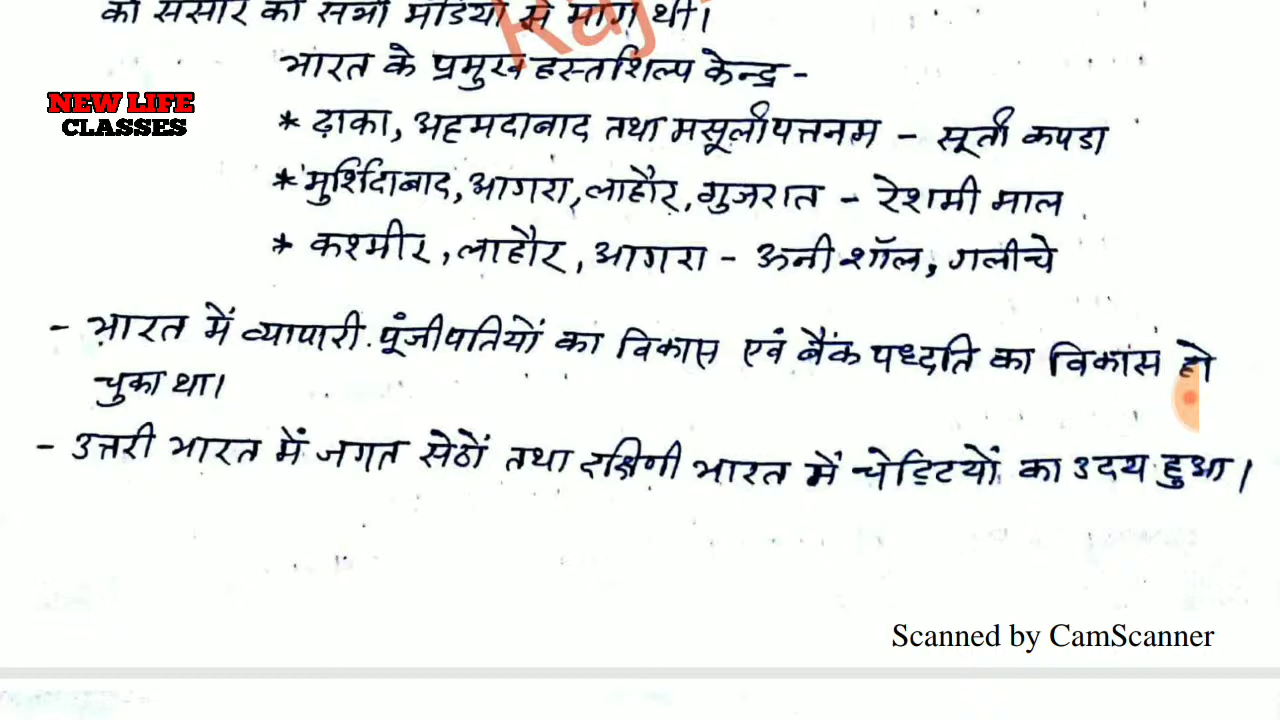 को संसार की सभी मंडियों से मांग थी।
भारत के प्रमुख हस्तशिल्प केन्द्र -
NEW LIFE
CLASSES
* ढ़ाका, अहमदाबाद तथा मसूलीपत्तनम - सूती कपडा
* मुर्शिदाबाद, आगरा, लाहौर, गुजरात - रेशमी माल
* कश्मीर, लाहौर, आगरा - ऊनी शॉल, गलीचे
- भारत में व्यापारी पूंजीपतियों का विकास एवं बैंक पध्दति का विकास हो
चुका था।
- उत्तरी भारत में जगत सेठों तथा दक्षिणी भारत में चेट्टियों का उदय हुआ।
Scanned by CamScanner